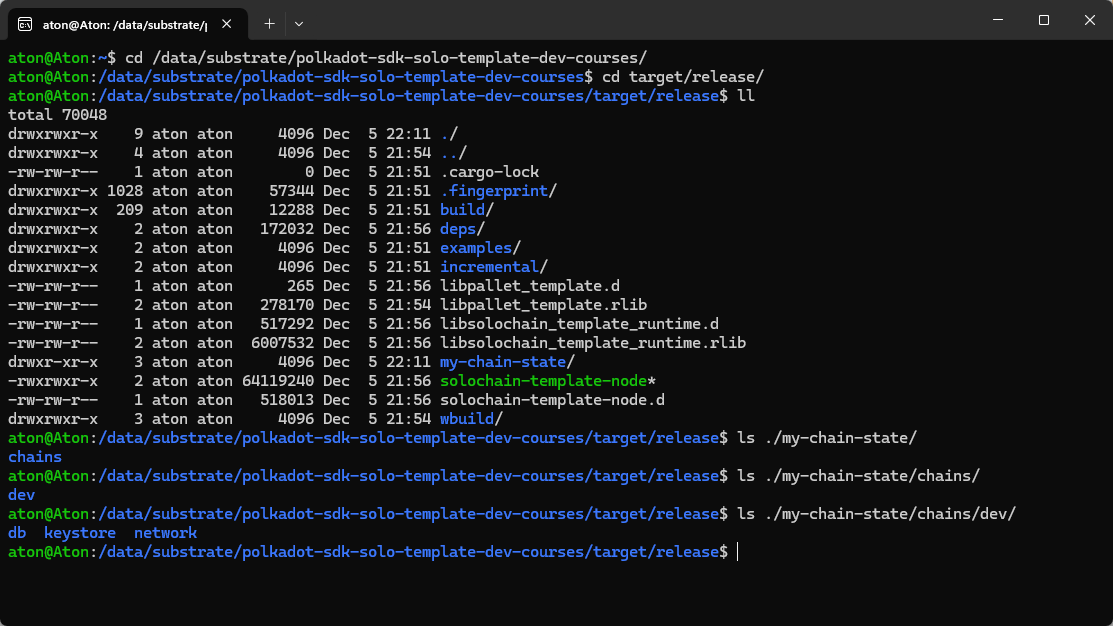 aton@Aton: /data/substrate/p
aton@Aton:~$ cd /data/substrate/polkadot-sdk-solo-template-dev-courses/
aton@Aton:/data/substrate/polkadot-sdk-solo-template-dev-courses$ cd target/release/
aton@Aton:/data/substrate/polkadot-sdk-solo-template-dev-courses/target/release$ ll
total 70048
drwxrwxr-x    9 aton aton     4096 Dec  5 22:11 ./
drwxrwxr-x    4 aton aton     4096 Dec  5 21:54 ../
-rw-rw-r--    1 aton aton        0 Dec  5 21:51 .cargo-lock
drwxrwxr-x 1028 aton aton    57344 Dec  5 21:51 .fingerprint/
drwxrwxr-x  209 aton aton    12288 Dec  5 21:51 build/
drwxrwxr-x    2 aton aton   172032 Dec  5 21:56 deps/
drwxrwxr-x    2 aton aton     4096 Dec  5 21:51 examples/
drwxrwxr-x    2 aton aton     4096 Dec  5 21:51 incremental/
-rw-rw-r--    1 aton aton      265 Dec  5 21:56 libpallet_template.d
-rw-rw-r--    2 aton aton   278170 Dec  5 21:54 libpallet_template.rlib
-rw-rw-r--    1 aton aton   517292 Dec  5 21:56 libsolochain_template_runtime.d
-rw-rw-r--    2 aton aton  6007532 Dec  5 21:56 libsolochain_template_runtime.rlib
drwxr-xr-x    3 aton aton     4096 Dec  5 22:11 my-chain-state/
-rwxrwxr-x    2 aton aton 64119240 Dec  5 21:56 solochain-template-node*
-rw-rw-r--    1 aton aton   518013 Dec  5 21:56 solochain-template-node.d
drwxrwxr-x    3 aton aton     4096 Dec  5 21:54 wbuild/
aton@Aton:/data/substrate/polkadot-sdk-solo-template-dev-courses/target/release$ ls ./my-chain-state/
chains
aton@Aton:/data/substrate/polkadot-sdk-solo-template-dev-courses/target/release$ ls ./my-chain-state/chains/
dev
aton@Aton:/data/substrate/polkadot-sdk-solo-template-dev-courses/target/release$ ls ./my-chain-state/chains/dev/
db  keystore  network
aton@Aton:/data/substrate/polkadot-sdk-solo-template-dev-courses/target/release$